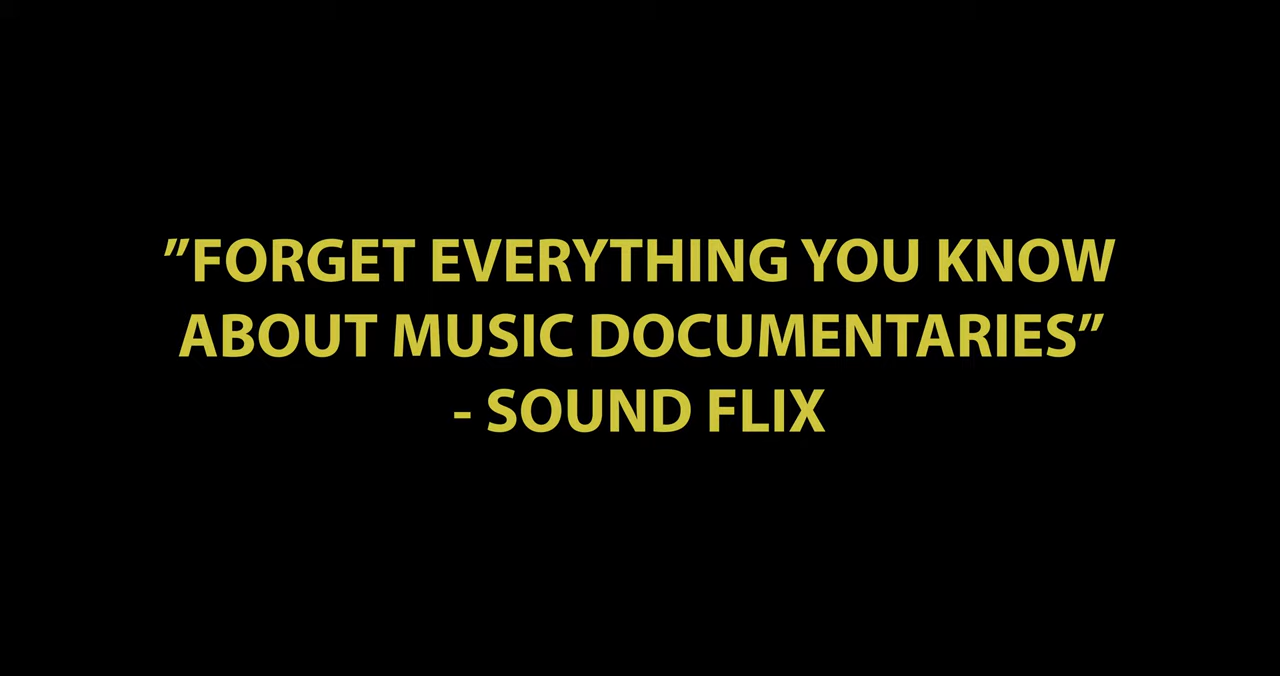 ”FORGET EVERYTHING YOU KNOW
ABOUT MUSIC DOCUMENTARIES”
- SOUND FLIX